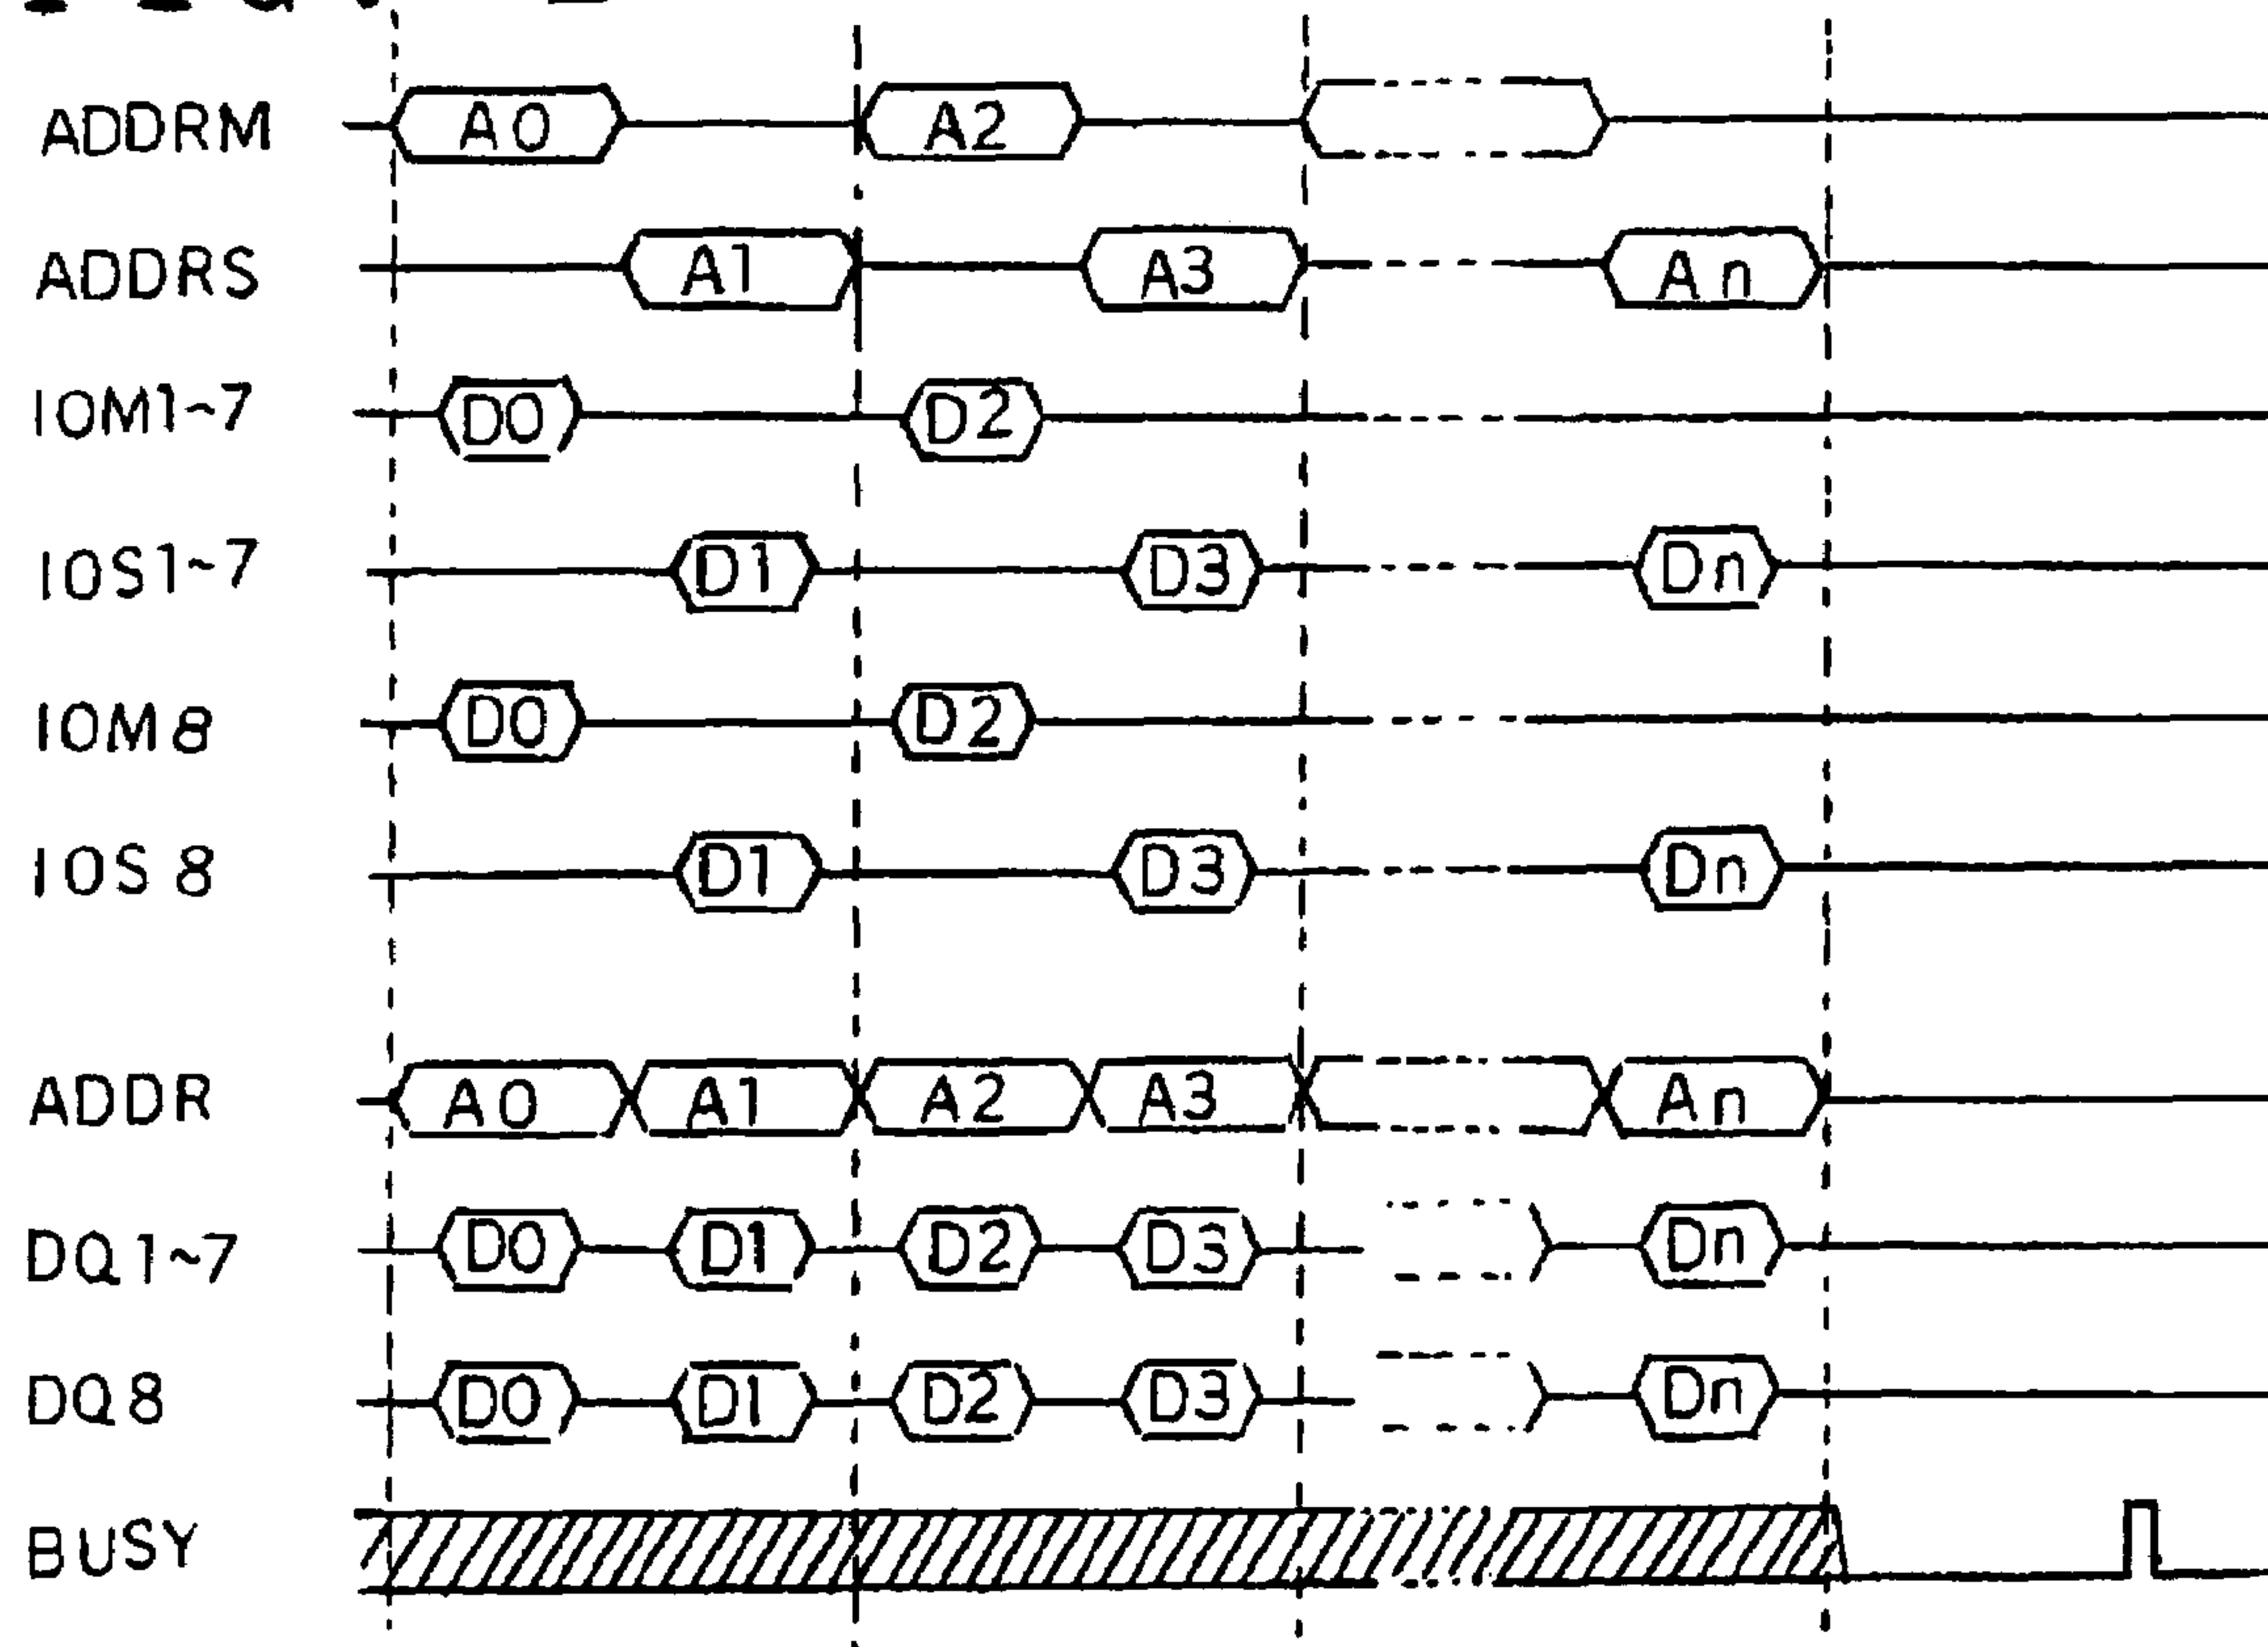 ADDRM A0 A2
ADDRS A1 A3 An
IOM1~7 D0 D2
IOS1~7 D1 D3 Dn
IOM8 D0 D2
IOS8 D1 D3 Dn
ADDR A0 A1 A2 A3 An
DQ1~7 D0 D1 D2 D3 Dn
DQ8 D0 D1 D2 D3 Dn
BUSY